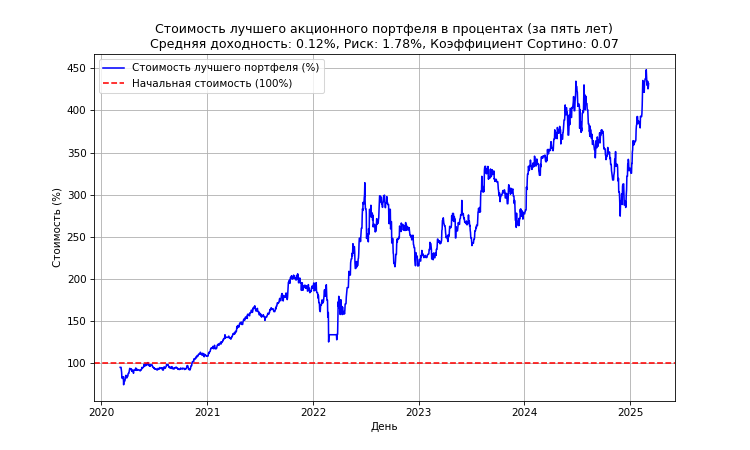 Стоимость лучшего акционного портфеля в процентах (за пять лет)
Средняя доходность: 0.12%, Риск: 1.78%, Коэффициент Сортино: 0.07
Стоимость лучшего портфеля (%)
Начальная стоимость (100%)
Стоимость (%)
450
400
350
300
250
200
150
100
2020
2021
2022
2023
2024
2025
День